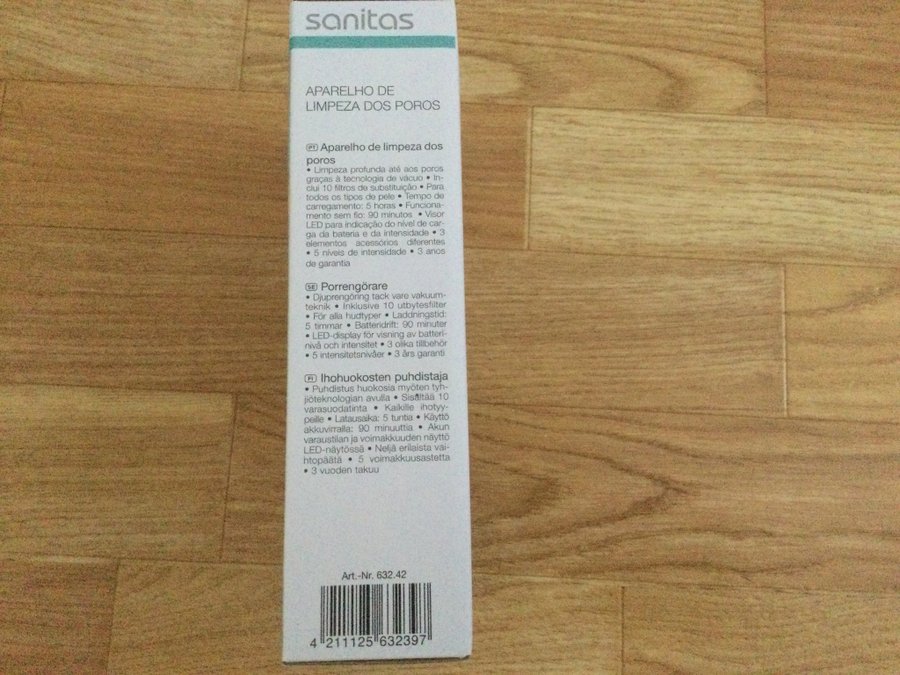 sanitas
APARELHO DE
LIMPEZA DOS POROS
PT Aparelho de limpeza dos
poros
• Limpeza profunda até aos poros
graças à tecnologia de vácuo • In-
clui 10 filtros de substituição • Para
todos os tipos de pele • Tempo de
carregamento: 5 horas • Funciona-
mento sem fio: 90 minutos • Visor
LED para indicação do nível de car-
ga da bateria e da intensidade • 3
elementos acessórios diferentes
• 5 níveis de intensidade • 3 anos
de garantia
SE Porrengörare
• Djuprengöring tack vare vakuum-
teknik • Inklusive 10 utbytesfilter
• För alla hudtyper • Laddningstid:
5 timmar • Batteridrift: 90 minuter
• LED-display för visning av batteri-
nivå och intensitet • 3 olika tillbehör
• 5 intensitetsnivåer • 3 års garanti
FI Ihohuokosten puhdistaja
• Puhdistus huokosia myöten tyh-
jiöteknologian avulla • Sisältää 10
varasuodatinta • Kaikille ihotyy-
peille • Latausaika: 5 tuntia • Käyttö
akkuvirralla: 90 minuuttia • Akun
varaustilan ja voimakkuuden näyttö
LED-näytössä • Neljä erilaista vai-
htopäätä • 5 voimakkuusastetta
• 3 vuoden takuu
Art.-Nr. 632.42
4 211125 632397